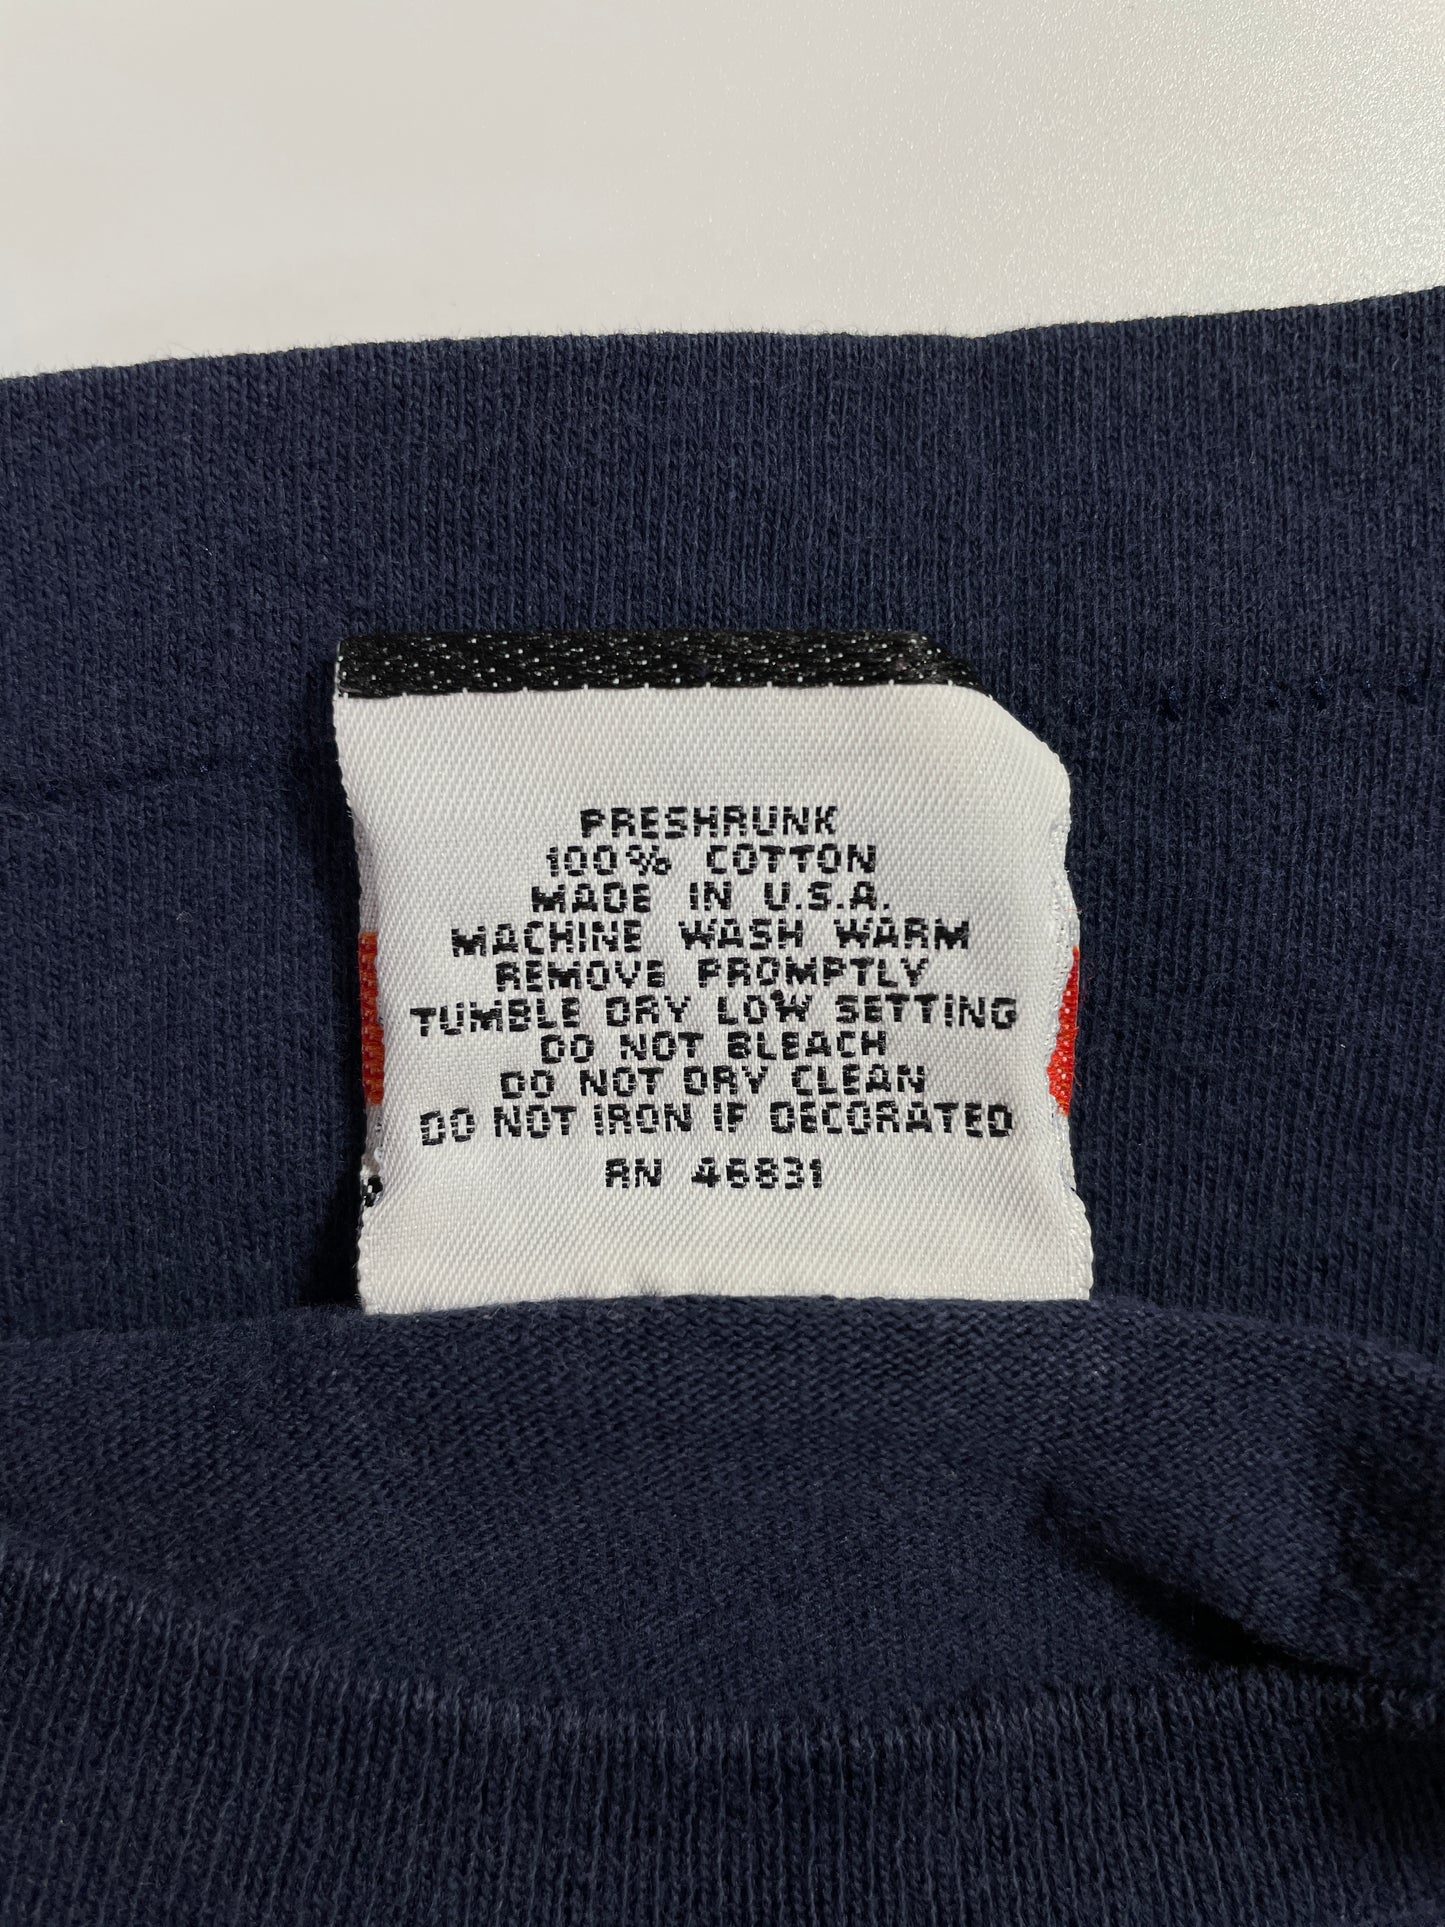 PRESHRUNK
100% COTTON
MADE IN U.S.A.
MACHINE WASH WARM
REMOVE PROMPTLY
TUMBLE DRY LOW SETTING
DO NOT BLEACH
DO NOT DRY CLEAN
DO NOT IRON IF DECORATED
RN 46831